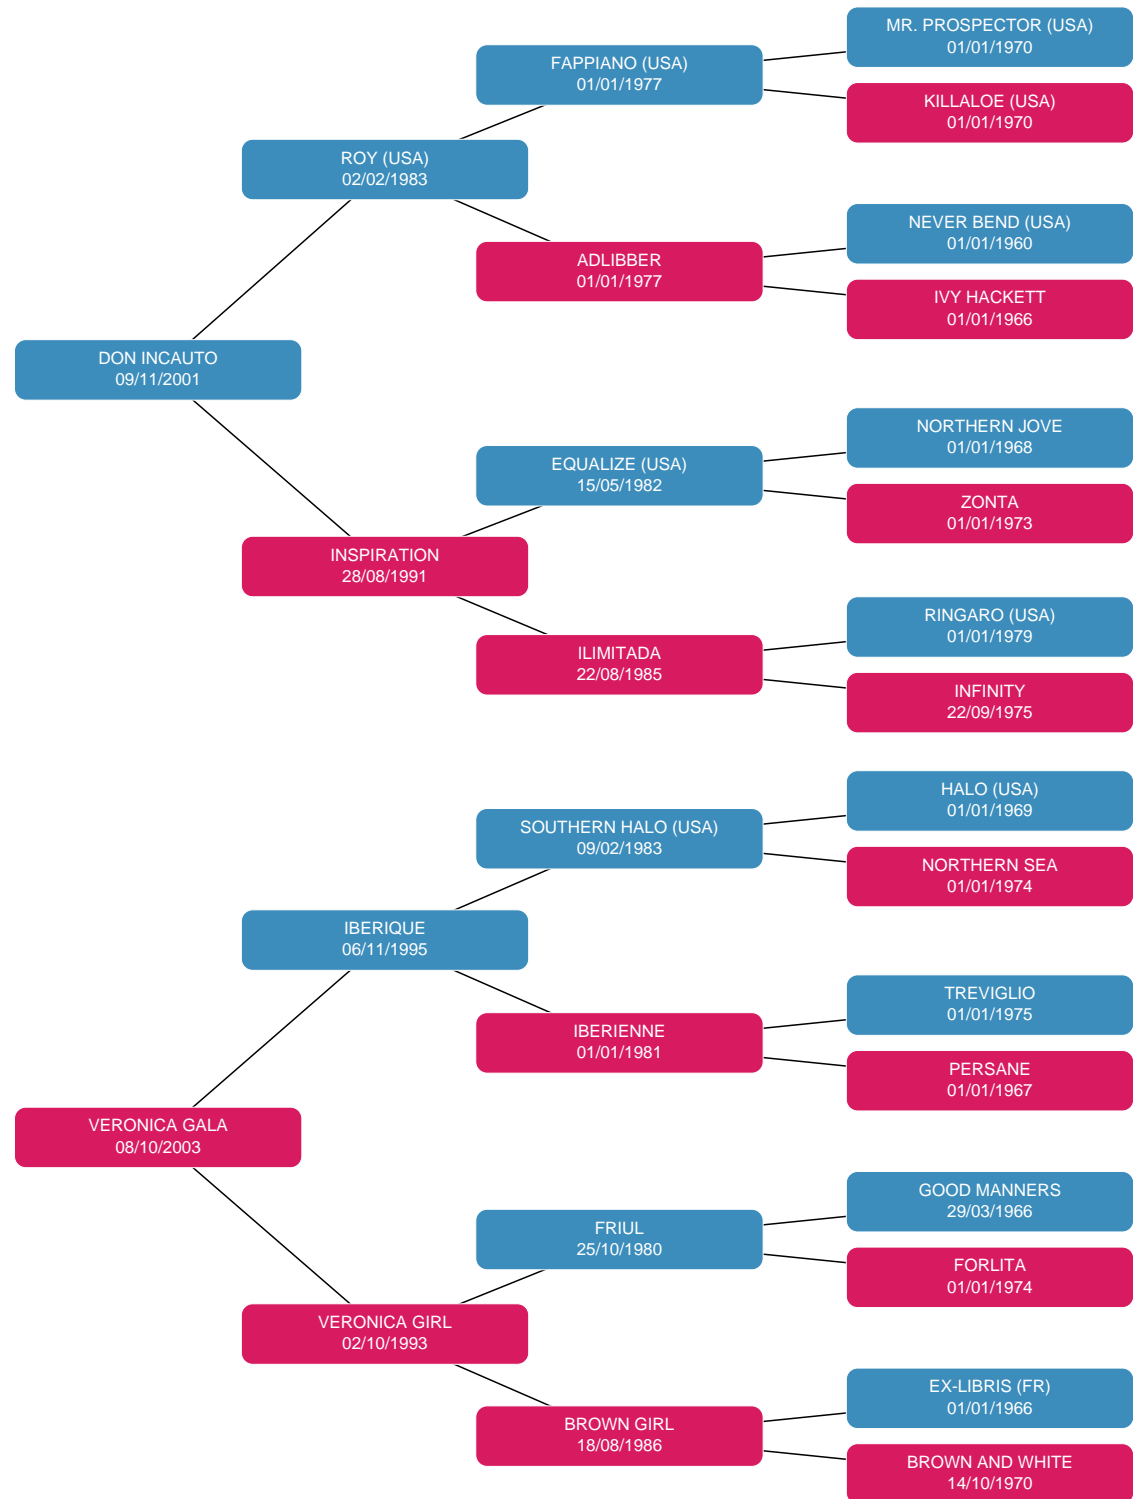 MR. PROSPECTOR (USA)
01/01/1970
FAPPIANO (USA)
01/01/1977
KILLALOE (USA)
01/01/1970
ROY (USA)
02/02/1983
NEVER BEND (USA)
01/01/1960
ADLIBBER
01/01/1977
IVY HACKETT
01/01/1966
DON INCAUTO
09/11/2001
NORTHERN JOVE
01/01/1968
EQUALIZE (USA)
15/05/1982
ZONTA
01/01/1973
INSPIRATION
28/08/1991
RINGARO (USA)
01/01/1979
ILIMITADA
22/08/1985
INFINITY
22/09/1975
HALO (USA)
01/01/1969
SOUTHERN HALO (USA)
09/02/1983
NORTHERN SEA
01/01/1974
IBERIQUE
06/11/1995
TREVIGLIO
01/01/1975
IBERIENNE
01/01/1981
PERSANE
01/01/1967
VERONICA GALA
08/10/2003
GOOD MANNERS
29/03/1966
FRIUL
25/10/1980
FORLITA
01/01/1974
VERONICA GIRL
02/10/1993
EX-LIBRIS (FR)
01/01/1966
BROWN GIRL
18/08/1986
BROWN AND WHITE
14/10/1970